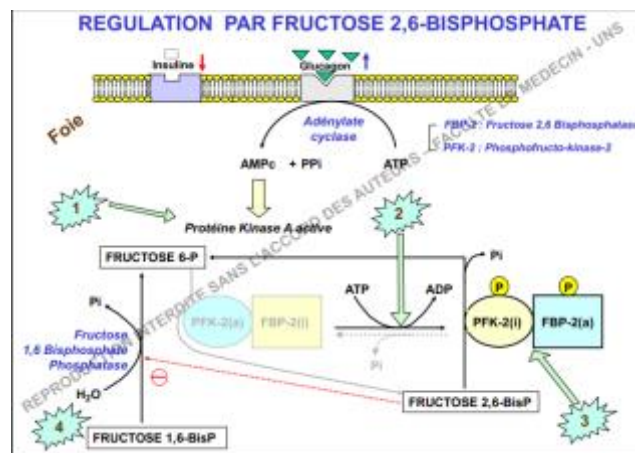 REGULATION PAR FRUCTOSE 2,6-BISPHOSPHATE
Insuline
Glucagon
Foie
Adénylate
cyclase
FBP-2 : Fructose 2,6 Bisphosphatase
PFK-2 : Phosphofructo-kinase-2
AMPc + PPi
ATP
1
2
Protéine Kinase A active
FRUCTOSE 6-P
Pi
P
P
ATP
ADP
PFK-2(a)
FBP-2(i)
PFK-2(i)
FBP-2(a)
Pi
Fructose
1,6 Bisphosphate
Phosphatase
Pi
H2O
FRUCTOSE 2,6-BisP
3
4
FRUCTOSE 1,6-BisP
REPRODUCTION INTERDITE SANS L'ACCORD DES AUTEURS - FACULTE DE MEDECIN - UNS